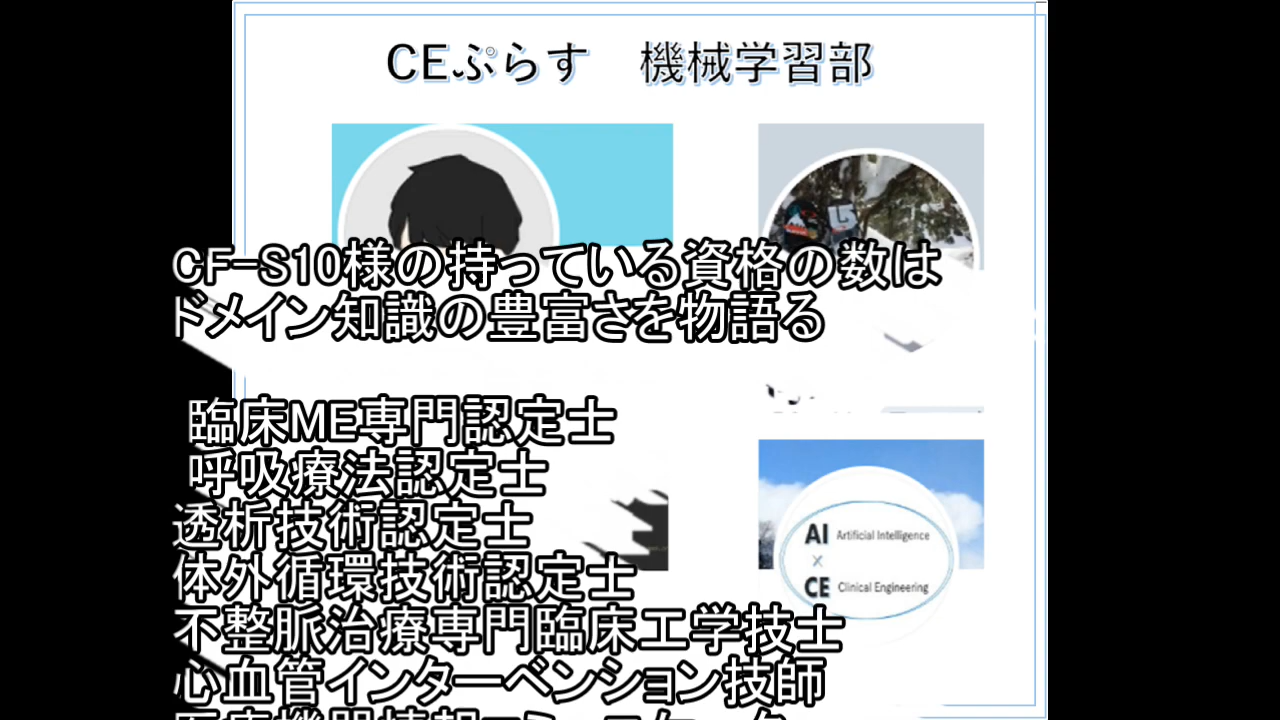 CEぷらす 機械学習部
CF-S10様の持っている資格の数は
ドメイン知識の豊富さを物語る
臨床ME専門認定士
呼吸療法認定士
透析技術認定士
体外循環技術認定士
不整脈治療専門臨床工学技士
心血管インターベンション技師
AI Artificial Intelligence
×
CE Clinical Engineering